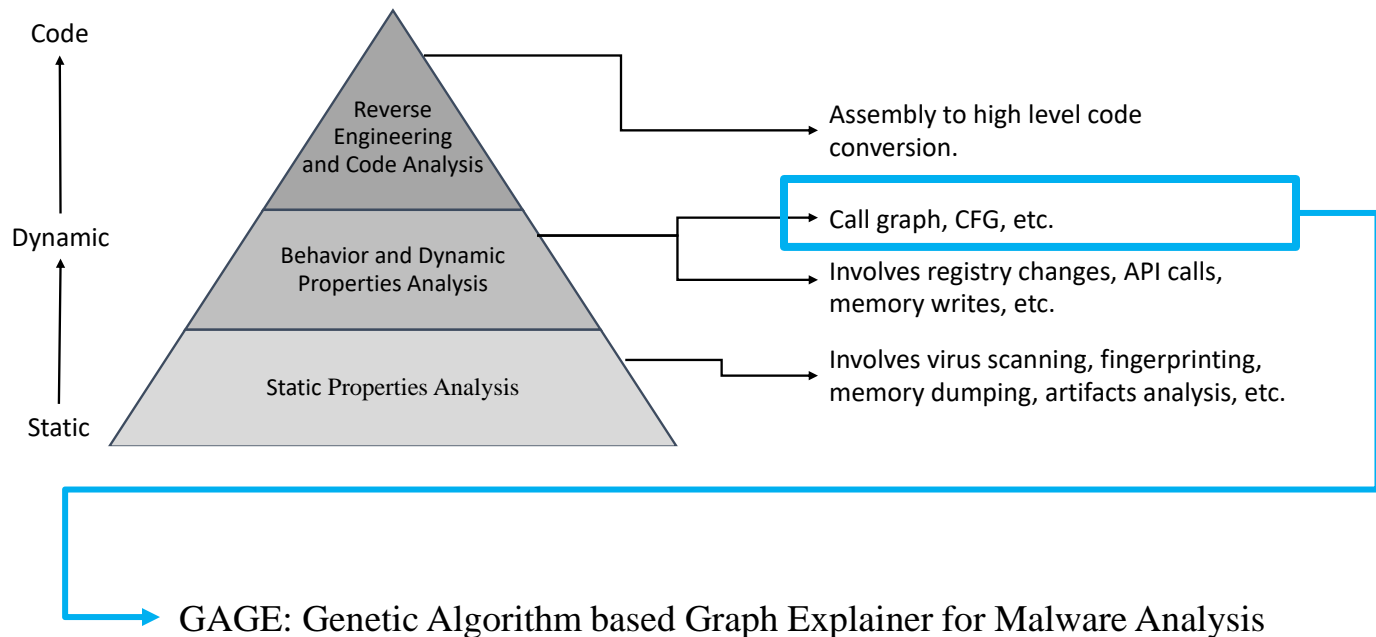 Code
Dynamic
Static
Reverse
Engineering
and Code Analysis
Behavior and Dynamic
Properties Analysis
Static Properties Analysis
Assembly to high level code
conversion.
Call graph, CFG, etc.
Involves registry changes, API calls,
memory writes, etc.
Involves virus scanning, fingerprinting,
memory dumping, artifacts analysis, etc.
GAGE: Genetic Algorithm based Graph Explainer for Malware Analysis